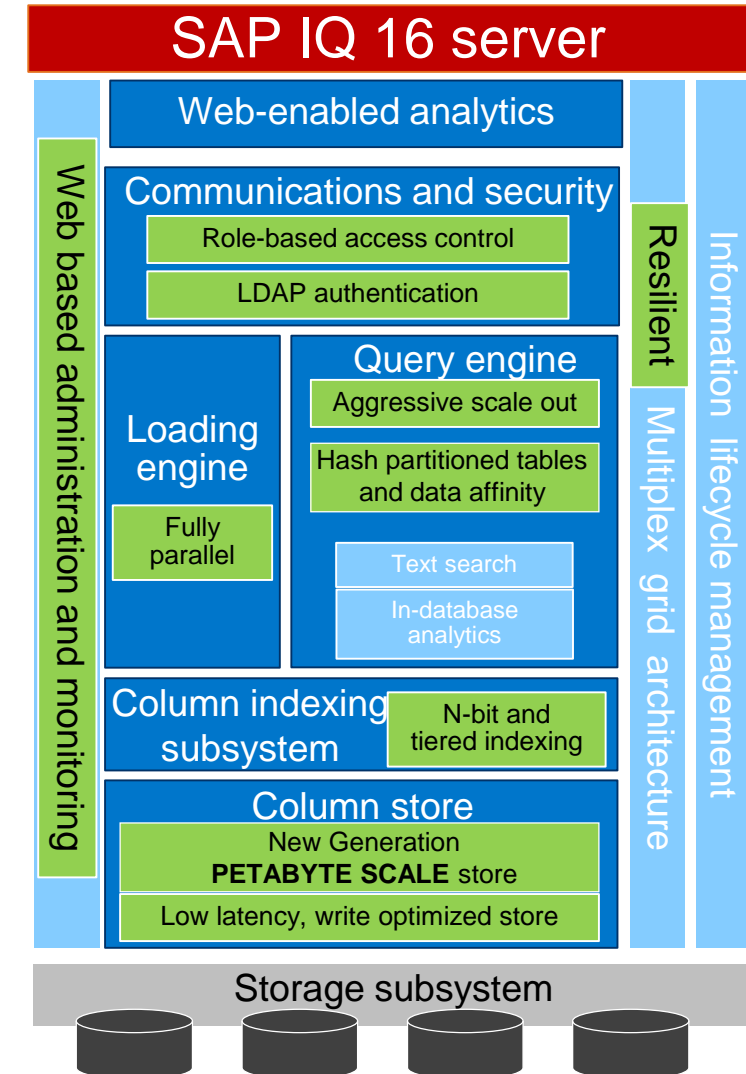 SAP IQ 16 server
Web-enabled analytics
Communications and security
Role-based access control
LDAP authentication
Web based administration and monitoring
Loading
engine
Fully
parallel
Query engine
Aggressive scale out
Hash partitioned tables
and data affinity
Text search
In-database
analytics
Column indexing
subsystem
N-bit and
tiered indexing
Column store
New Generation
PETABYTE SCALE store
Low latency, write optimized store
Resilient
Multiplex grid architecture
Information lifecycle management
Storage subsystem